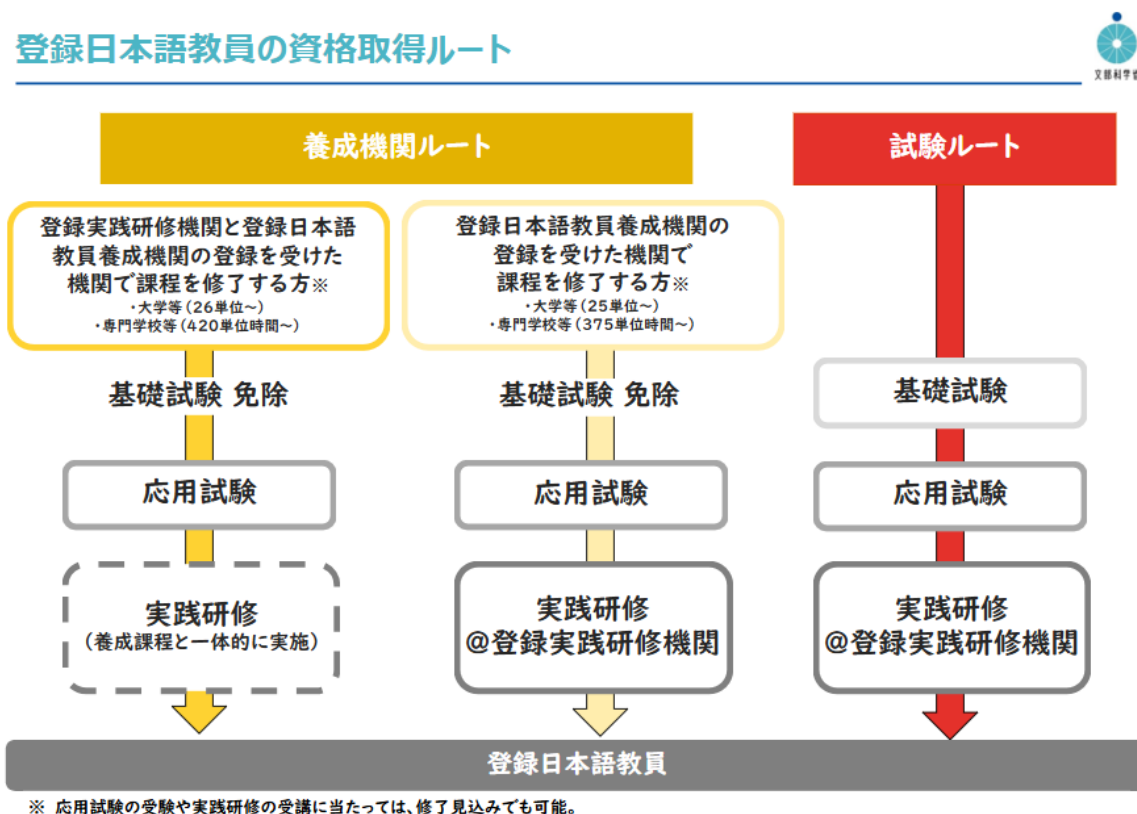 登録日本語教員の資格取得ルート
文部科学省
養成機関ルート
試験ルート
登録実践研修機関と登録日本語
教員養成機関の登録を受けた
機関で課程を修了する方※
・大学等(26単位~)
・専門学校等(420単位時間~)
登録日本語教員養成機関の
登録を受けた機関で
課程を修了する方※
・大学等(25単位~)
・専門学校等(375単位時間~)
基礎試験 免除
基礎試験 免除
基礎試験
応用試験
応用試験
応用試験
実践研修
(養成課程と一体的に実施)
実践研修
@登録実践研修機関
実践研修
@登録実践研修機関
登録日本語教員
※ 応用試験の受験や実践研修の受講に当たっては、修了見込みでも可能。